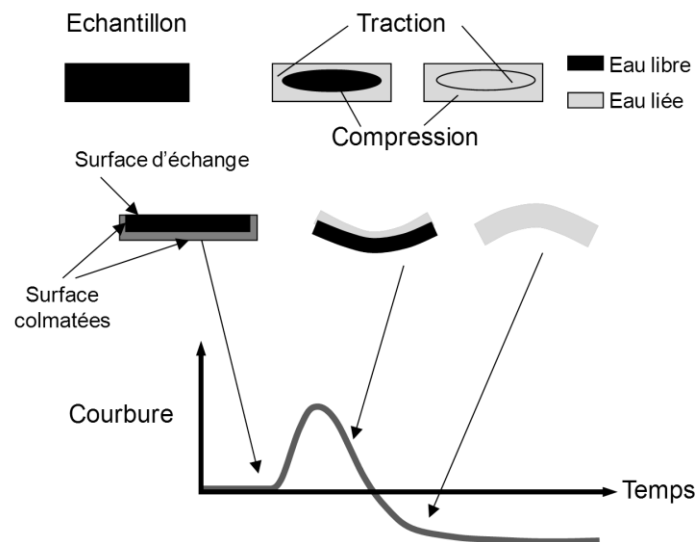 Echantillon
Traction
Eau libre
Eau liée
Compression
Surface d'échange
Surface
colmatées
Courbure
Temps